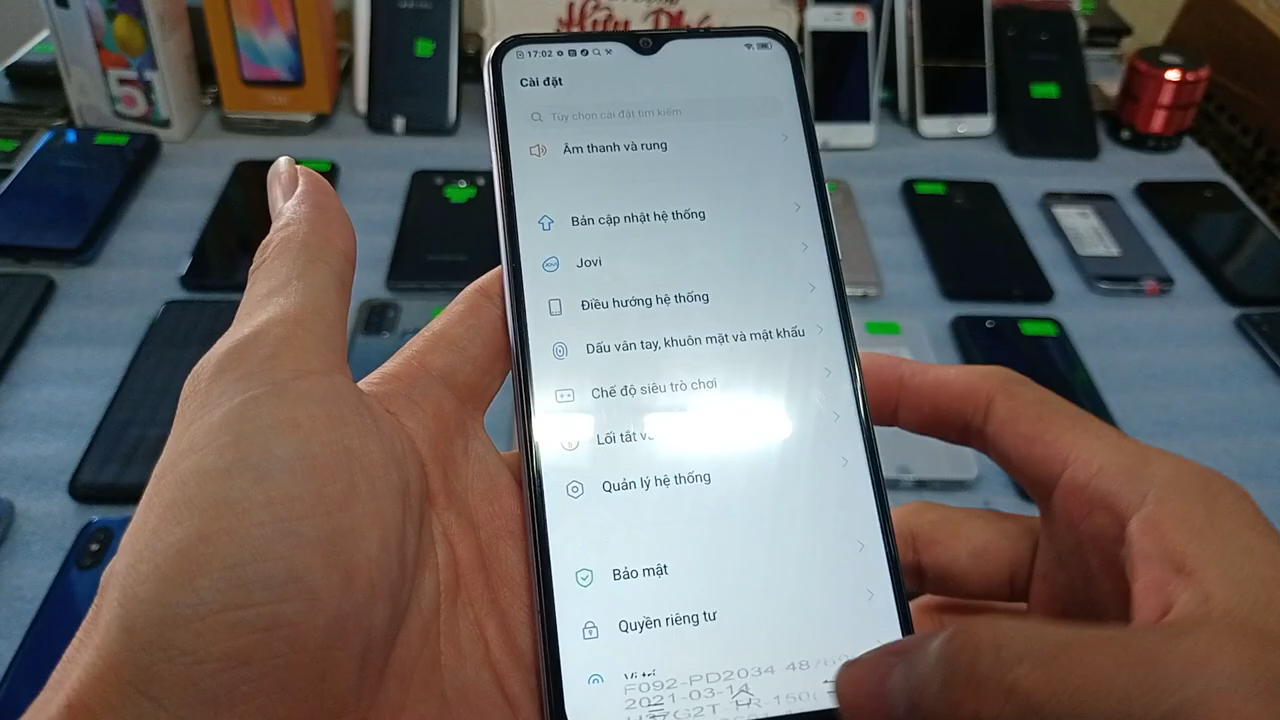 17:02
Cài đặt
Tùy chọn cài đặt tìm kiếm
Âm thanh và rung
Bản cập nhật hệ thống
Jovi
Điều hướng hệ thống
Dấu vân tay, khuôn mặt và mật khẩu
Chế độ siêu trò chơi
Lối tắt
Quản lý hệ thống
Bảo mật
Quyền riêng tư
Vị trí
F092-PD2034
2021-03-14